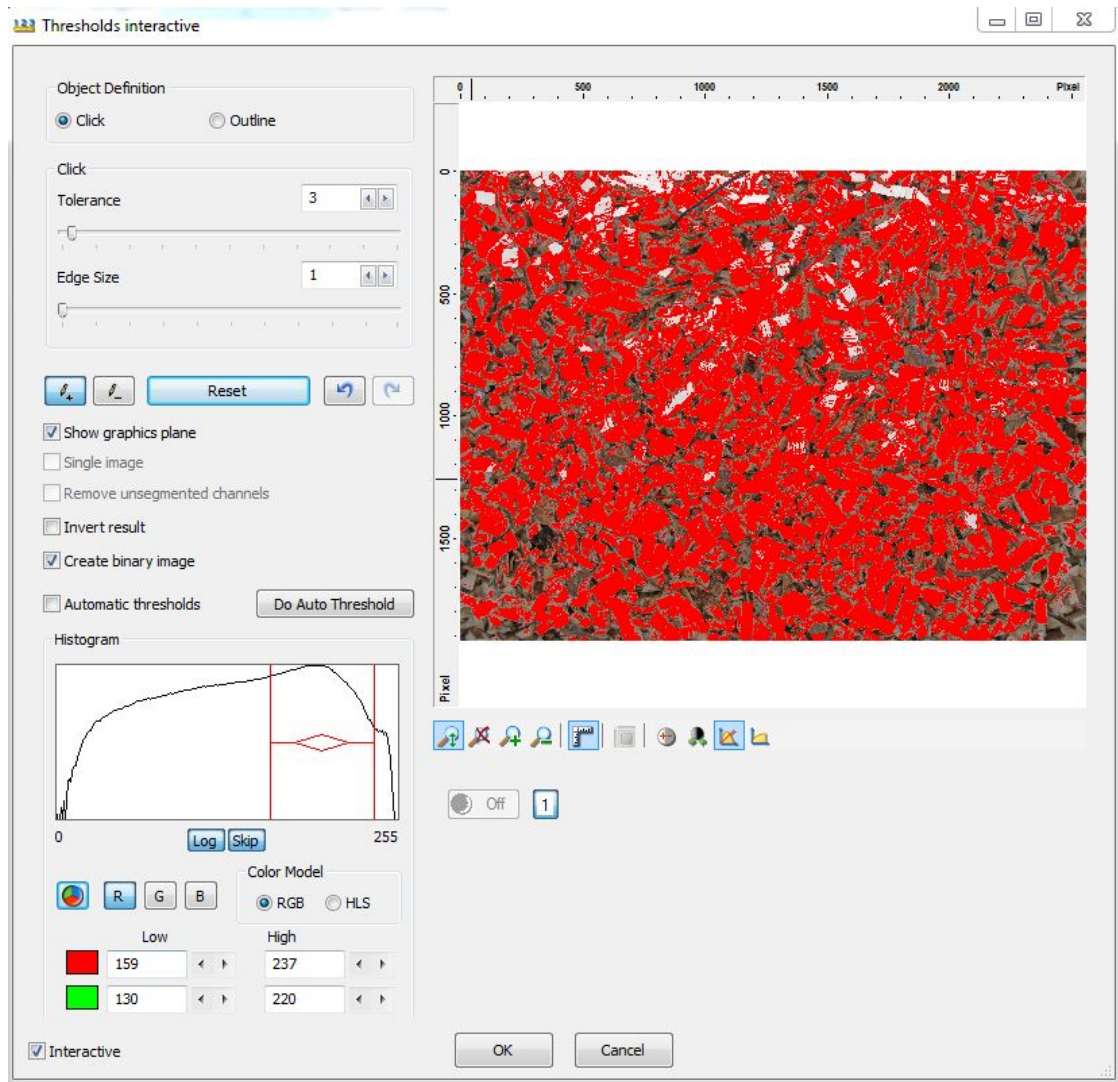 Thresholds interactive
Object Definition
Click
Outline
Click
Tolerance
3
Edge Size
1
Reset
Show graphics plane
Single image
Remove unsegmented channels
Invert result
Create binary image
Automatic thresholds
Do Auto Threshold
Histogram
0
255
Log
Skip
R
G
B
Color Model
RGB
HLS
Low
High
159
237
130
220
Interactive
0
500
1000
1500
2000
Pixel
0
500
1000
1500
Pixel
Off
1
OK
Cancel